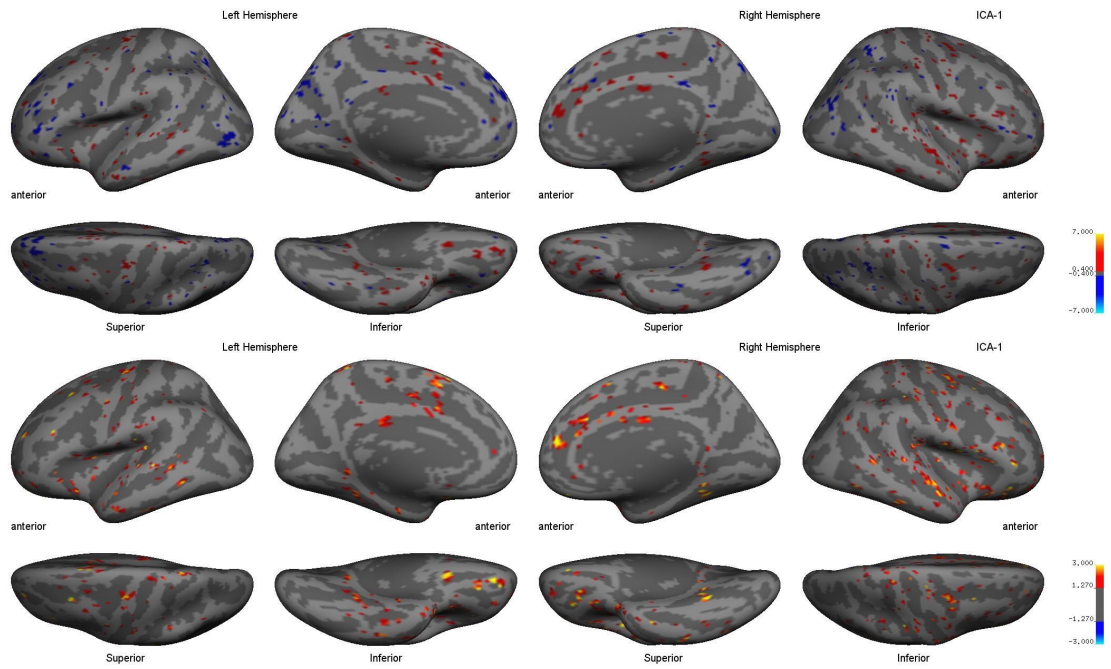 Left Hemisphere Right Hemisphere ICA-1
anterior anterior anterior anterior
7.000
0.400
-0.400
-7.000
Superior Inferior Superior Inferior
Left Hemisphere Right Hemisphere ICA-1
anterior anterior anterior anterior
3.000
1.270
-1.270
-3.000
Superior Inferior Superior Inferior